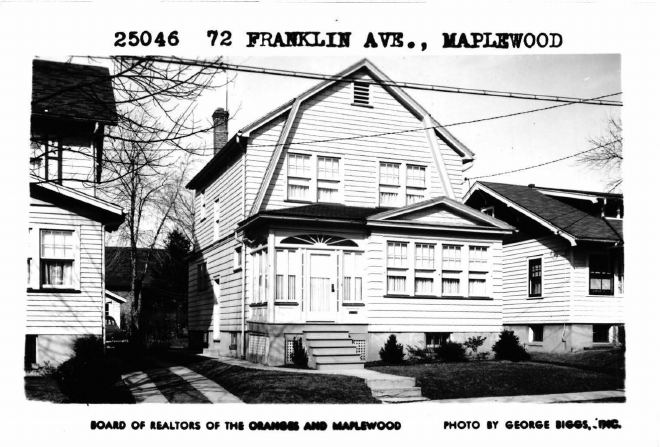 25046 72 FRANKLIN AVE., MAPLEWOOD
BOARD OF REALTORS OF THE ORANGES AND MAPLEWOOD PHOTO BY GEORGE BIGGS, INC.